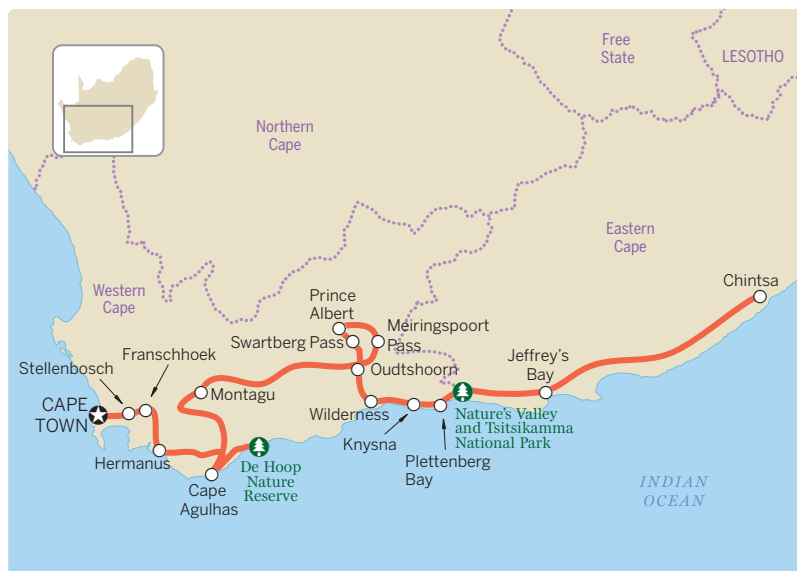 Free
State
LESOTHO
Northern
Cape
Eastern
Cape
Western
Cape
Chintsa
Prince
Albert
Meiringspoort
Pass
Swartberg Pass
Franschhoek
Stellenbosch
Oudtshoorn
Jeffrey's
Bay
Montagu
CAPE
TOWN
Wilderness
Nature's Valley
and Tsitsikamma
National Park
Knysna
Plettenberg
Bay
Hermanus
De Hoop
Nature
Reserve
Cape
Agulhas
INDIAN
OCEAN